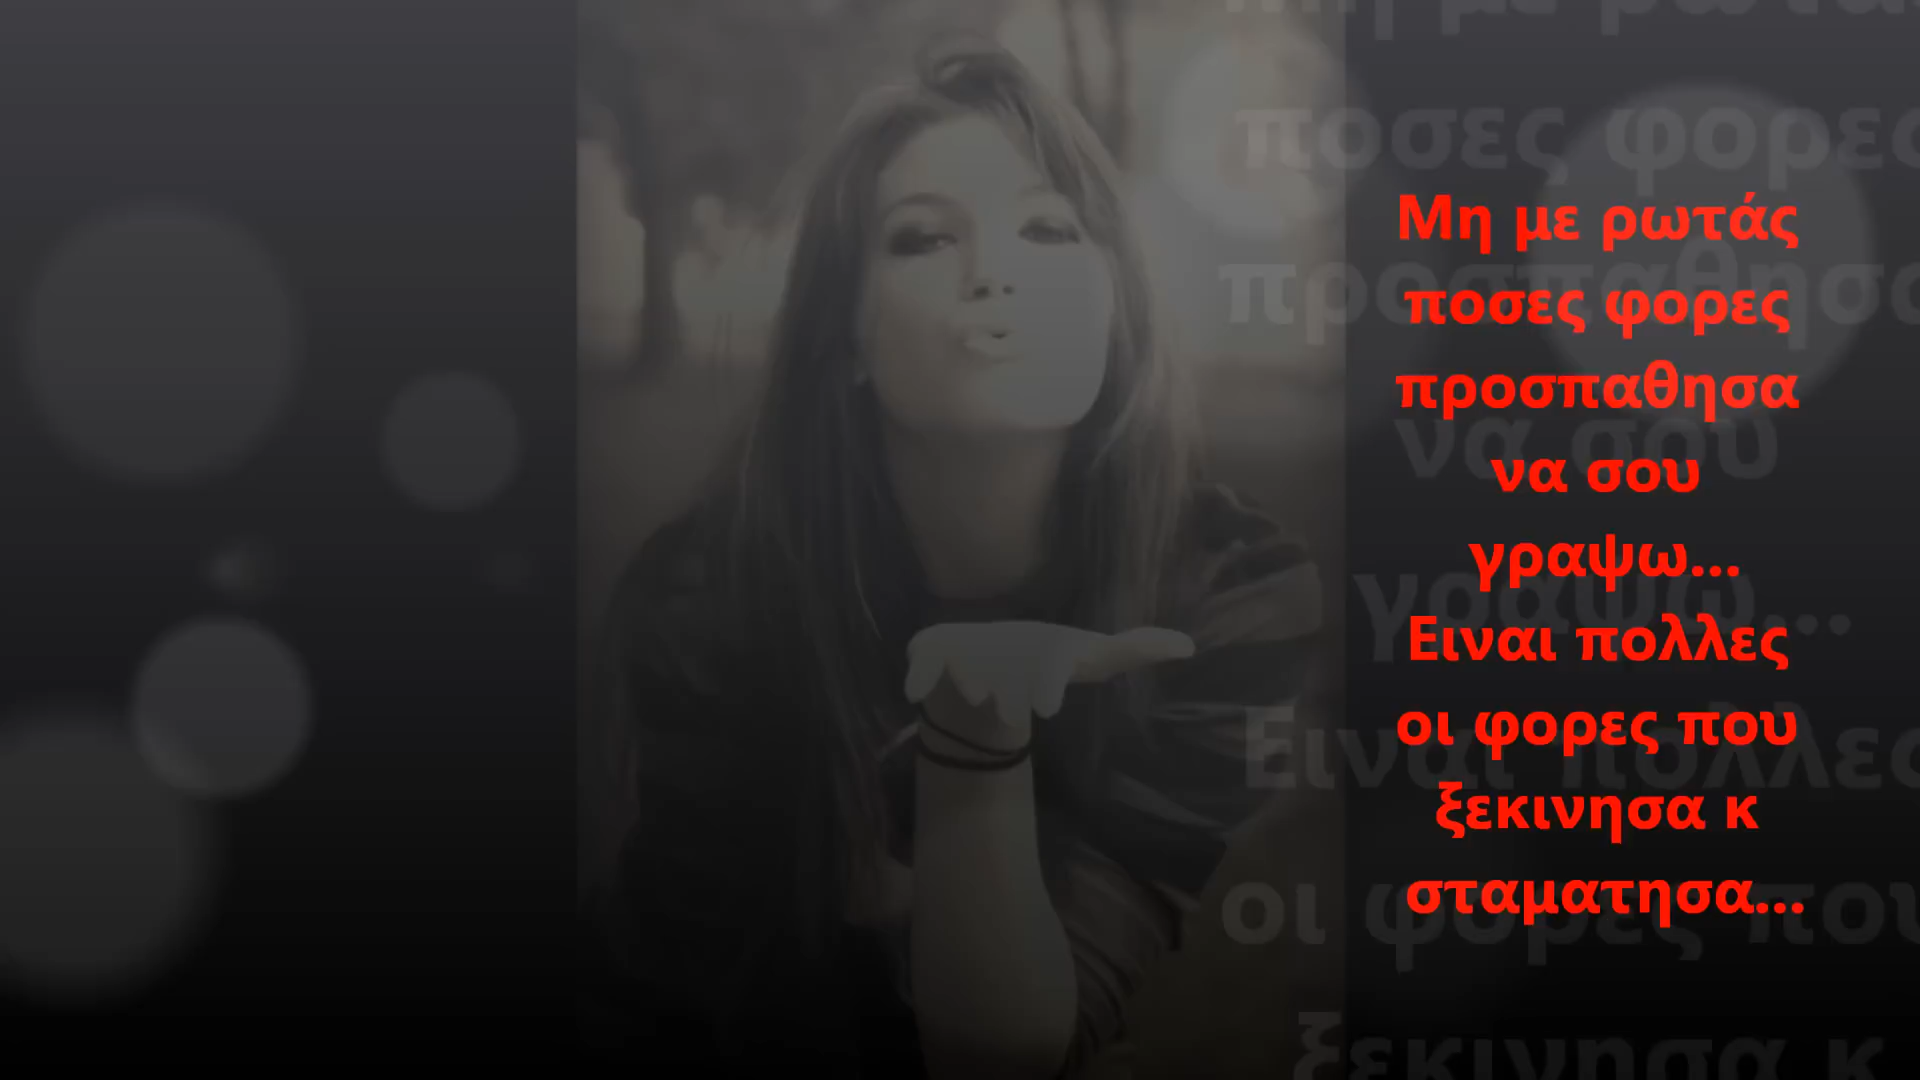 Μη με ρωτάς
ποσες φορες
προσπαθησα
να σου
γραψω...
Ειναι πολλες
οι φορες που
ξεκινησα κ
σταματησα...